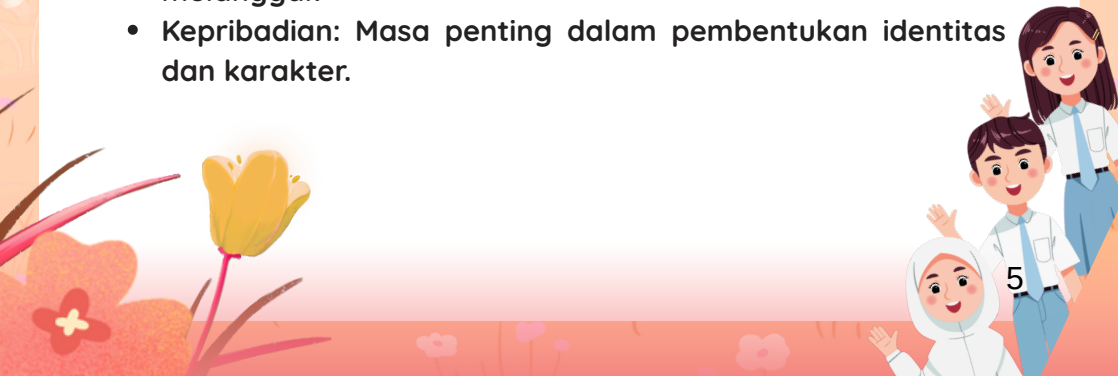 • Kepribadian: Masa penting dalam pembentukan identitas
dan karakter.
5